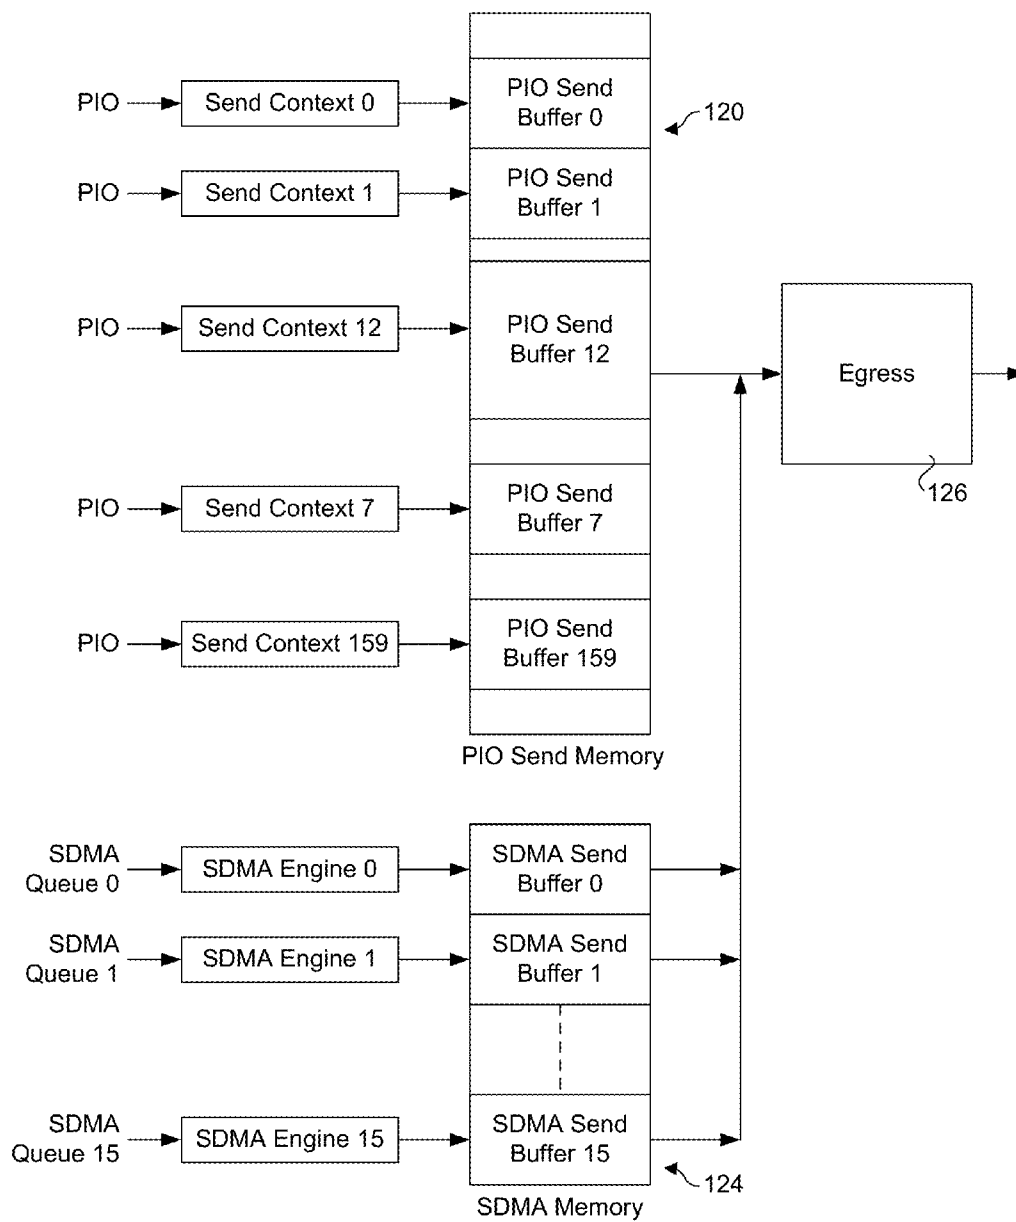 PIO
Send Context 0
PIO Send
Buffer 0
120
PIO
Send Context 1
PIO Send
Buffer 1
PIO
Send Context 12
PIO Send
Buffer 12
Egress
126
PIO
Send Context 7
PIO Send
Buffer 7
PIO
Send Context 159
PIO Send
Buffer 159
PIO Send Memory
SDMA
Queue 0
SDMA Engine 0
SDMA Send
Buffer 0
SDMA
Queue 1
SDMA Engine 1
SDMA Send
Buffer 1
SDMA
Queue 15
SDMA Engine 15
SDMA Send
Buffer 15
124
SDMA Memory